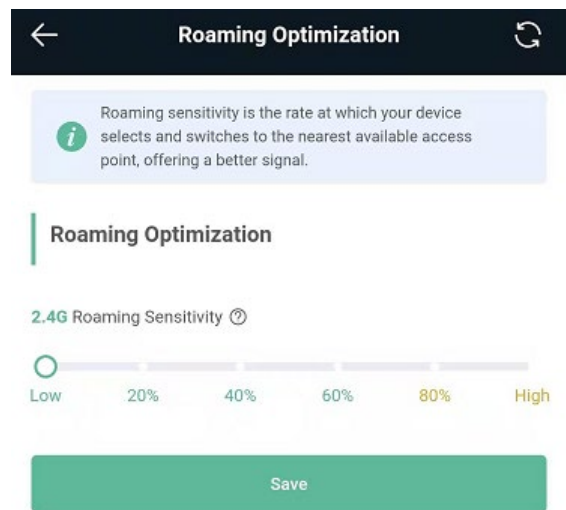 Roaming Optimization
Roaming sensitivity is the rate at which your device
selects and switches to the nearest available access
point, offering a better signal.
Roaming Optimization
2.4G Roaming Sensitivity
Low 20% 40% 60% 80% High
Save